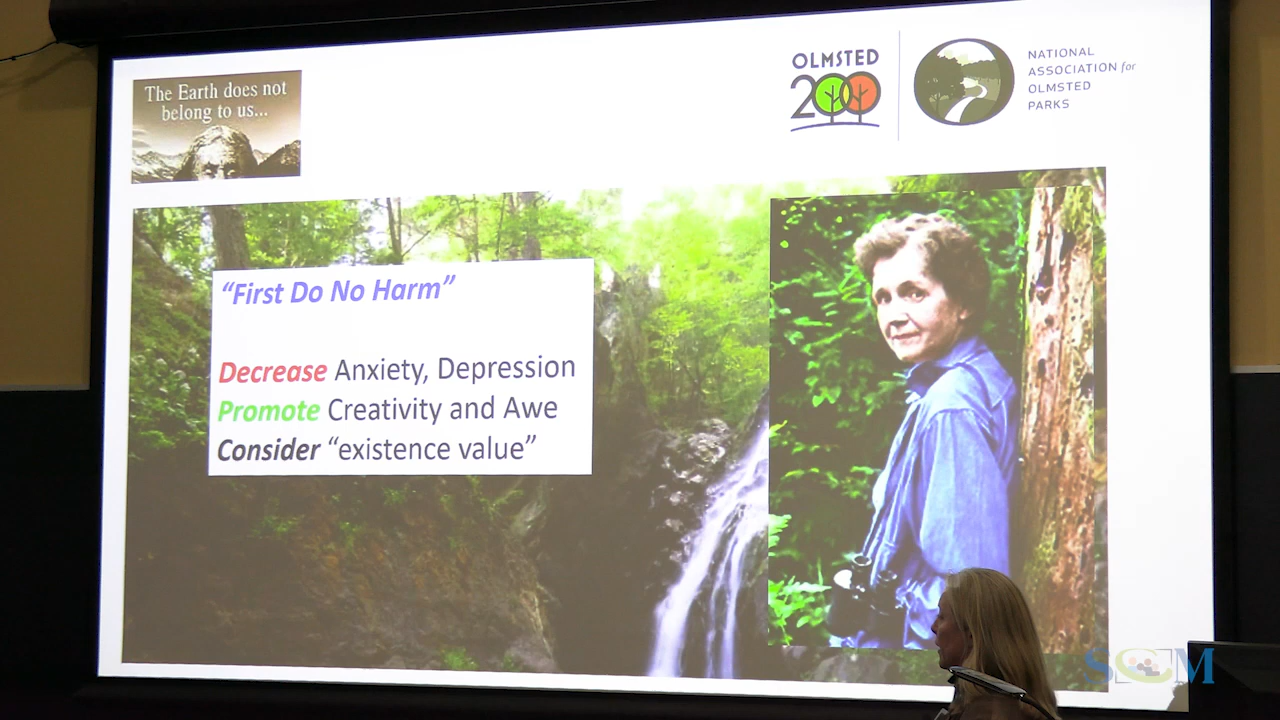 The Earth does not
belong to us...
OLMSTED
200
NATIONAL
ASSOCIATION for
OLMSTED
PARKS
“First Do No Harm”
Decrease Anxiety, Depression
Promote Creativity and Awe
Consider “existence value”
SCM